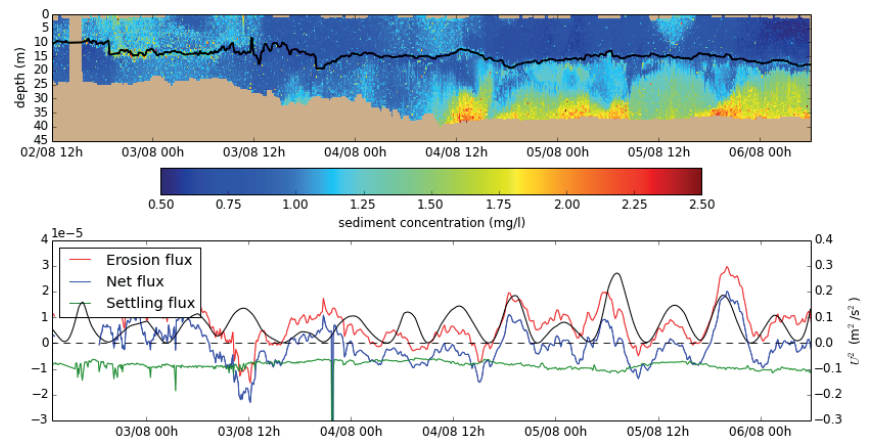 0
5
10
15
20
25
30
35
40
45
depth (m)
02/08 12h 03/08 00h 03/08 12h 04/08 00h 04/08 12h 05/08 00h 05/08 12h 06/08 00h
0.50 0.75 1.00 1.25 1.50 1.75 2.00 2.25 2.50
sediment concentration (mg/l)
1e−5
4 0.4
3 0.3
2 0.2
1 0.1
0 0.0
−1 −0.1
−2 −0.2
−3 −0.3
Erosion flux
Net flux
Settling flux
U² (m²/s²)
03/08 00h 03/08 12h 04/08 00h 04/08 12h 05/08 00h 05/08 12h 06/08 00h